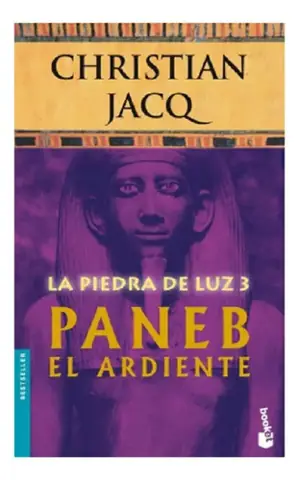 CHRISTIAN
JACQ
LA PIEDRA DE LUZ 3
PANEB
EL ARDIENTE
BESTSELLER
booket